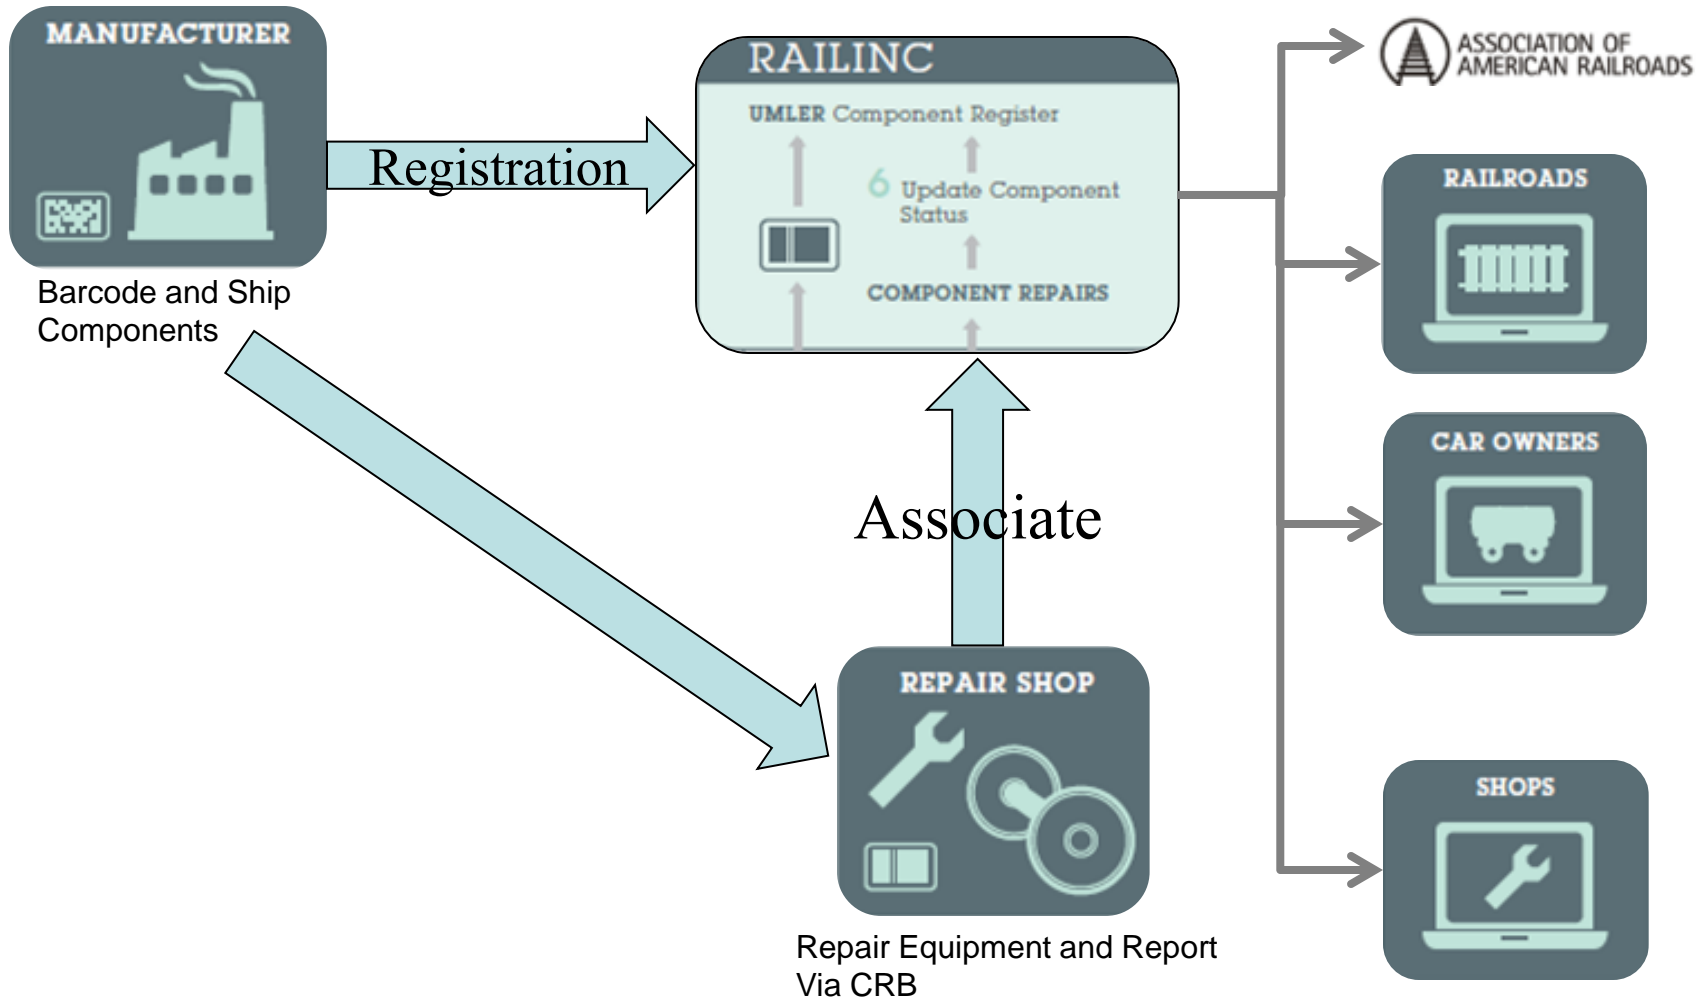 MANUFACTURER
Barcode and Ship
Components
Registration
RAILINC
UMLER Component Register
6 Update Component
Status
COMPONENT REPAIRS
Associate
REPAIR SHOP
Repair Equipment and Report
Via CRB
ASSOCIATION OF
AMERICAN RAILROADS
RAILROADS
CAR OWNERS
SHOPS